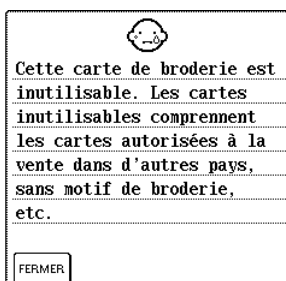 Cette carte de broderie est
inutilisable. Les cartes
inutilisables comprennent
les cartes autorisées à la
vente dans d'autres pays,
sans motif de broderie,
etc.
FERMER